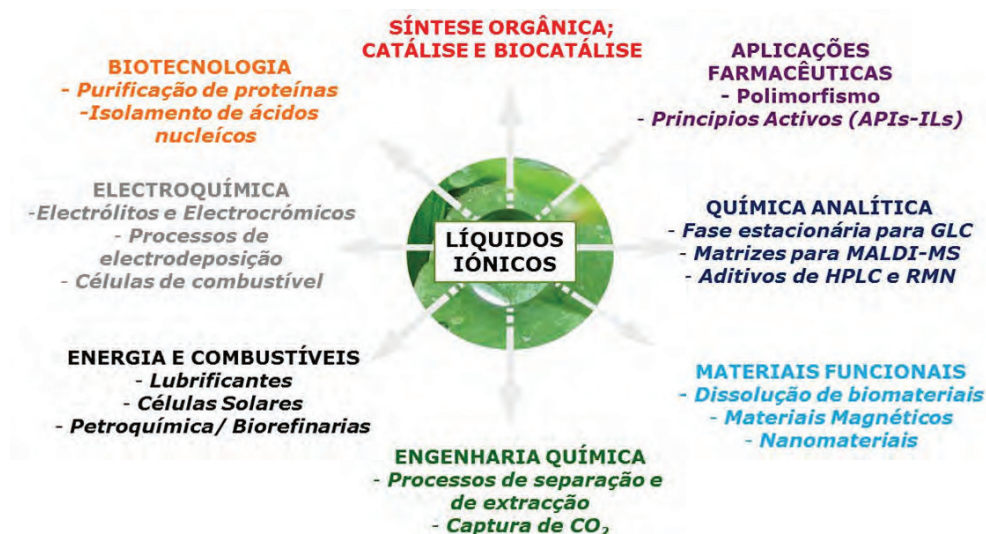 SÍNTESE ORGÂNICA;
CATÁLISE E BIOCATÁLISE
BIOTECNOLOGIA
- Purificação de proteínas
-Isolamento de ácidos
nucleícos
APLICAÇÕES
FARMACÊUTICAS
- Polimorfismo
- Principios Activos (APIs-ILs)
ELECTROQUÍMICA
-Electrólitos e Electrocrómicos
- Processos de
electrodeposição
- Células de combustível
LÍQUIDOS
IÓNICOS
QUÍMICA ANALÍTICA
- Fase estacionária para GLC
- Matrizes para MALDI-MS
- Aditivos de HPLC e RMN
ENERGIA E COMBUSTÍVEIS
- Lubrificantes
- Células Solares
- Petroquímica/ Biorefinarias
MATERIAIS FUNCIONAIS
- Dissolução de biomateriais
- Materiais Magnéticos
- Nanomateriais
ENGENHARIA QUÍMICA
- Processos de separação e
de extracção
- Captura de CO₂